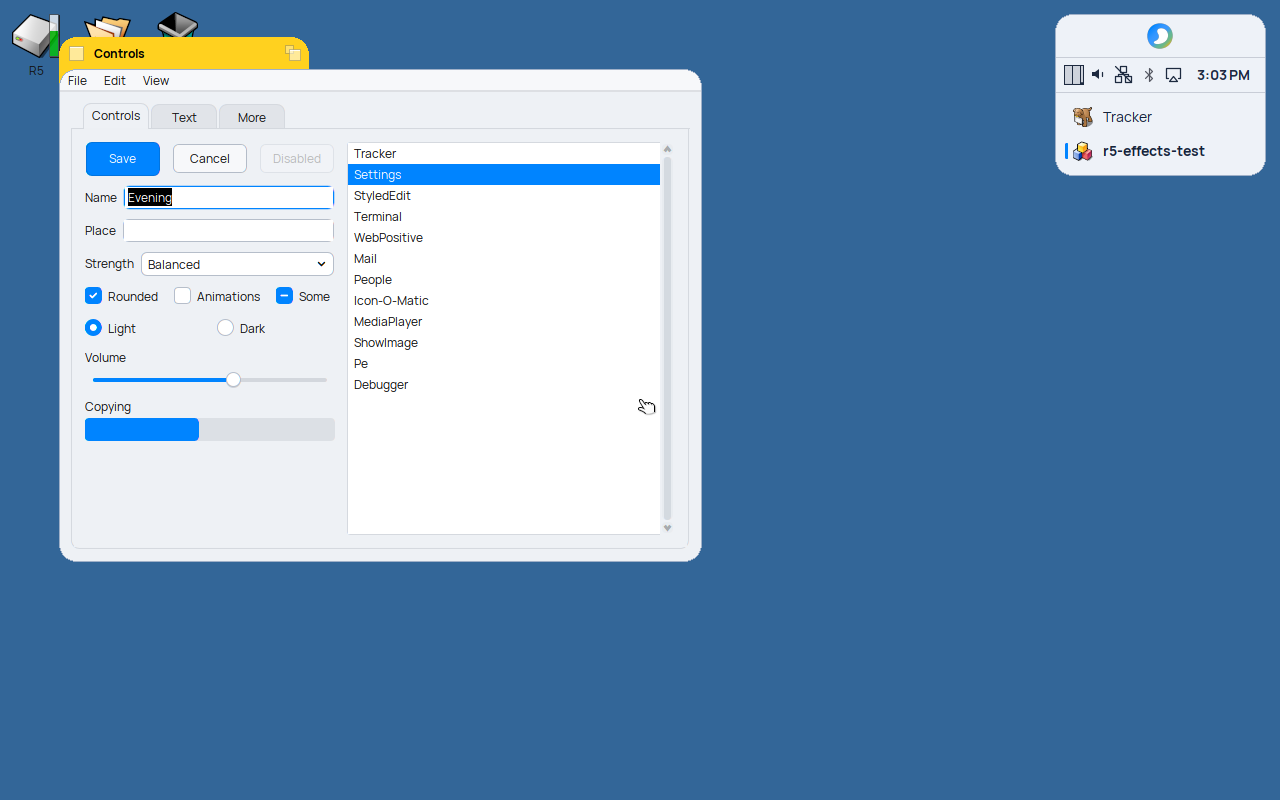 R5
Controls
File Edit View
Controls Text More
Save Cancel Disabled
Name Evening
Place
Strength Balanced
Rounded Animations Some
Light Dark
Volume
Copying
Tracker
Settings
StyledEdit
Terminal
WebPositive
Mail
People
Icon-O-Matic
MediaPlayer
ShowImage
Pe
Debugger
3:03 PM
Tracker
r5-effects-test